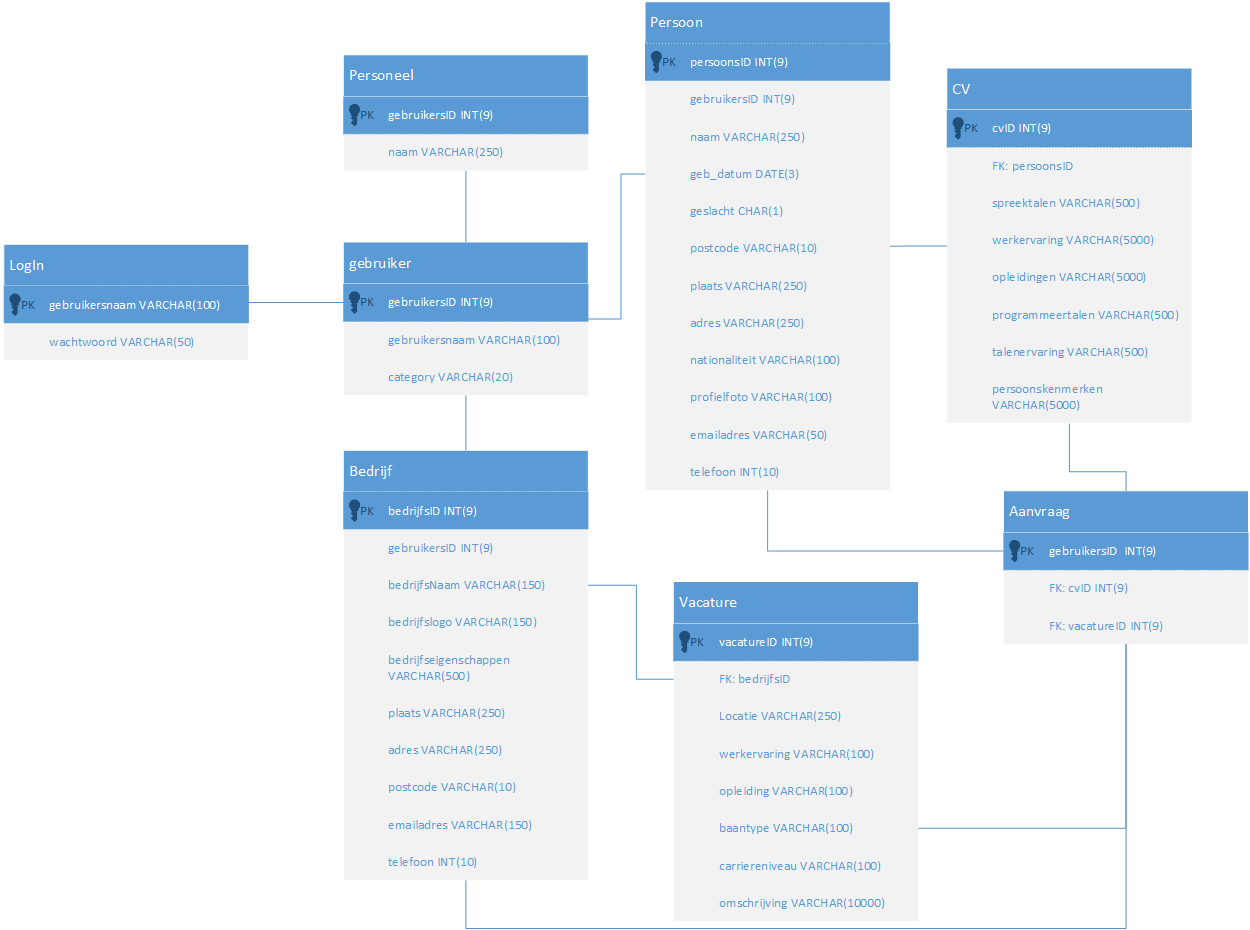 Persoon
PK persoonsID INT(9)
gebruikersID INT(9)
naam VARCHAR(250)
geb_datum DATE(3)
geslacht CHAR(1)
postcode VARCHAR(10)
plaats VARCHAR(250)
adres VARCHAR(250)
nationaliteit VARCHAR(100)
profielfoto VARCHAR(100)
emailadres VARCHAR(50)
telefoon INT(10)
Personeel
PK gebruikersID INT(9)
naam VARCHAR(250)
CV
PK cvID INT(9)
FK: persoonsID
spreektalen VARCHAR(500)
werkervaring VARCHAR(5000)
opleidingen VARCHAR(5000)
programmeertalen VARCHAR(500)
talenervaring VARCHAR(500)
persoonskenmerken
VARCHAR(5000)
LogIn
PK gebruikersnaam VARCHAR(100)
wachtwoord VARCHAR(50)
gebruiker
PK gebruikersID INT(9)
gebruikersnaam VARCHAR(100)
category VARCHAR(20)
Bedrijf
PK bedrijfsID INT(9)
gebruikersID INT(9)
bedrijfsNaam VARCHAR(150)
bedrijfslogo VARCHAR(150)
bedrijfseigenschappen
VARCHAR(500)
plaats VARCHAR(250)
adres VARCHAR(250)
postcode VARCHAR(10)
emailadres VARCHAR(150)
telefoon INT(10)
Vacature
PK vacatureID INT(9)
FK: bedrijfsID
Locatie VARCHAR(250)
werkervaring VARCHAR(100)
opleiding VARCHAR(100)
baantype VARCHAR(100)
carriereniveau VARCHAR(100)
omschrijving VARCHAR(10000)
Aanvraag
PK gebruikersID INT(9)
FK: cvID INT(9)
FK: vacatureID INT(9)